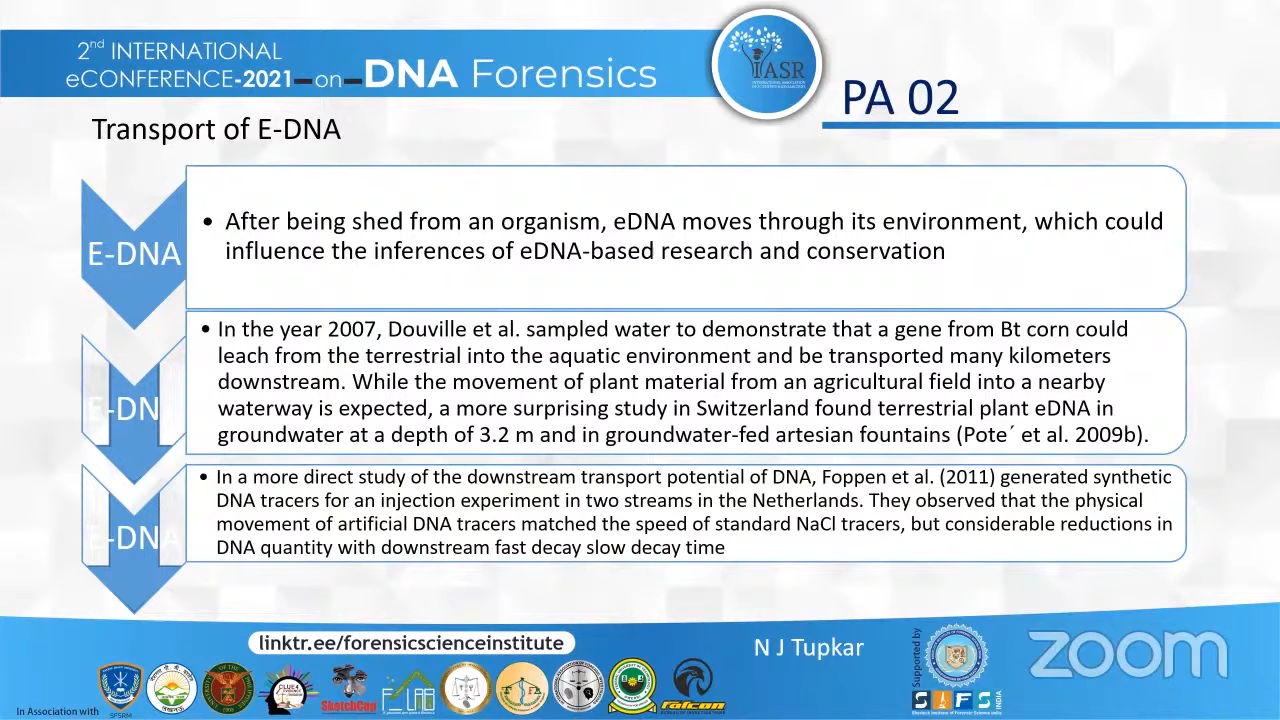 2nd INTERNATIONAL
eCONFERENCE-2021-on-DNA Forensics
IASR
PA 02
Transport of E-DNA
E-DNA
• After being shed from an organism, eDNA moves through its environment, which could
influence the inferences of eDNA-based research and conservation
E-DNA
• In the year 2007, Douville et al. sampled water to demonstrate that a gene from Bt corn could
leach from the terrestrial into the aquatic environment and be transported many kilometers
downstream. While the movement of plant material from an agricultural field into a nearby
waterway is expected, a more surprising study in Switzerland found terrestrial plant eDNA in
groundwater at a depth of 3.2 m and in groundwater-fed artesian fountains (Pote´ et al. 2009b).
E-DNA
• In a more direct study of the downstream transport potential of DNA, Foppen et al. (2011) generated synthetic
DNA tracers for an injection experiment in two streams in the Netherlands. They observed that the physical
movement of artificial DNA tracers matched the speed of standard NaCl tracers, but considerable reductions in
DNA quantity with downstream fast decay slow decay time
linktr.ee/forensicscienceinstitute
N J Tupkar
Supported by
SIFS
INDIA
zoom
In Association with
SFSRM
CLUE4
SketchCop
F LAB
falcon